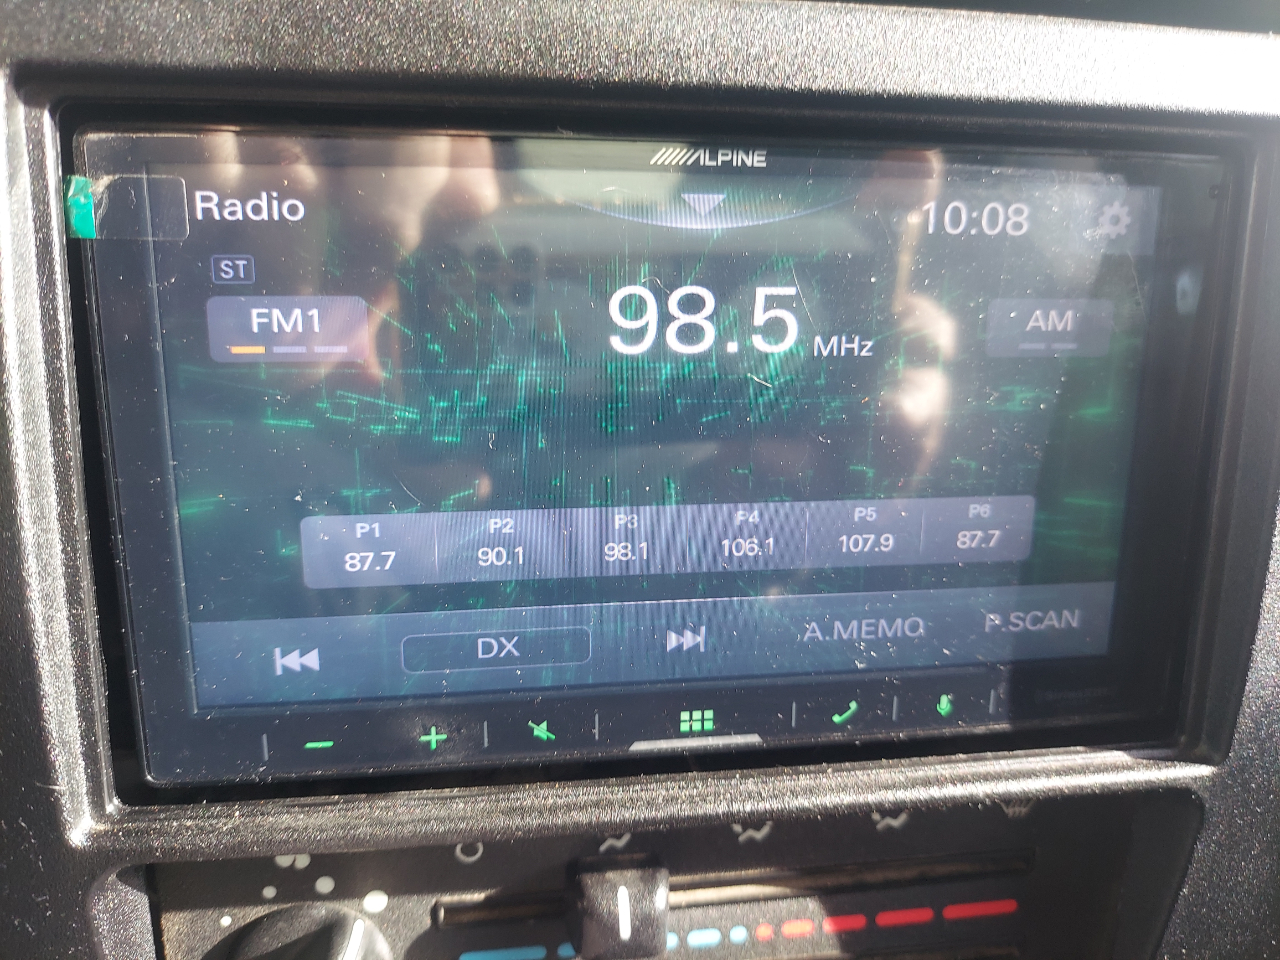 ALPINE
Radio
10:08
ST
FM1
98.5 MHz
AM
P1 P2 P3 P4 P5 P6
87.7 90.1 98.1 106.1 107.9 87.7
DX
A.MEMO
P.SCAN